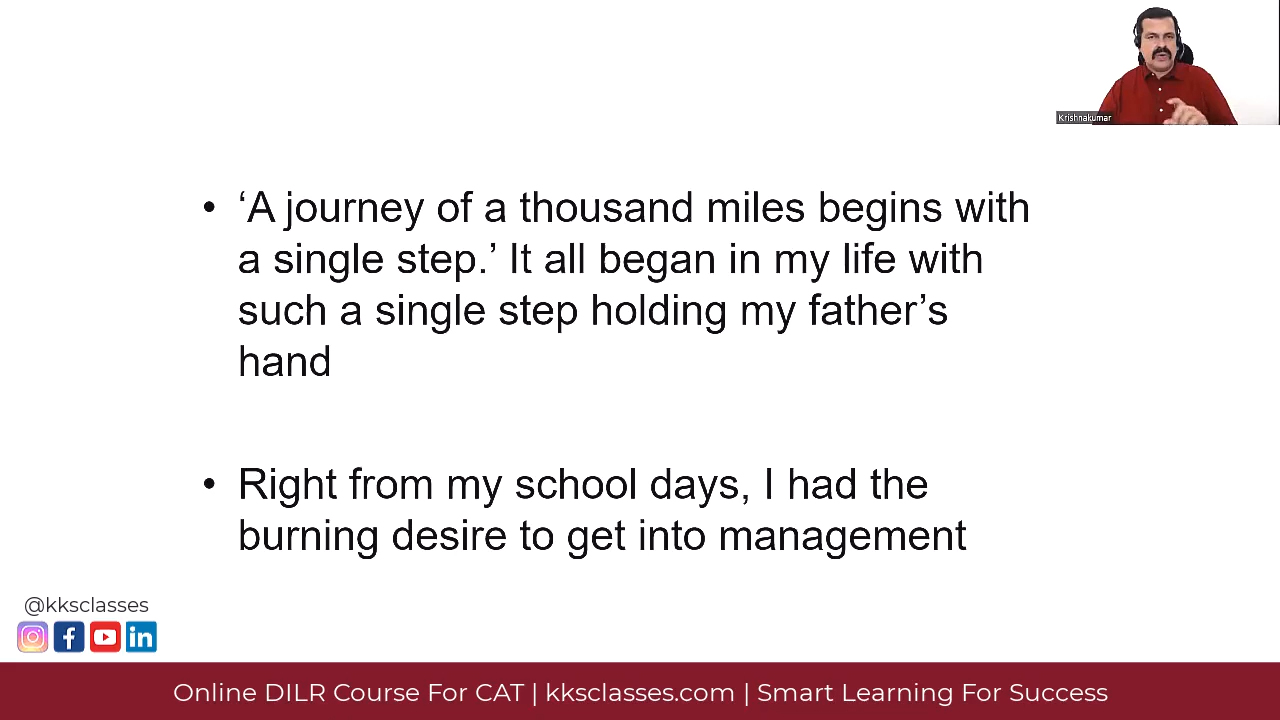 Krishnakumar
• ‘A journey of a thousand miles begins with
a single step.’ It all began in my life with
such a single step holding my father’s
hand
• Right from my school days, I had the
burning desire to get into management
@kksclasses
Online DILR Course For CAT | kksclasses.com | Smart Learning For Success